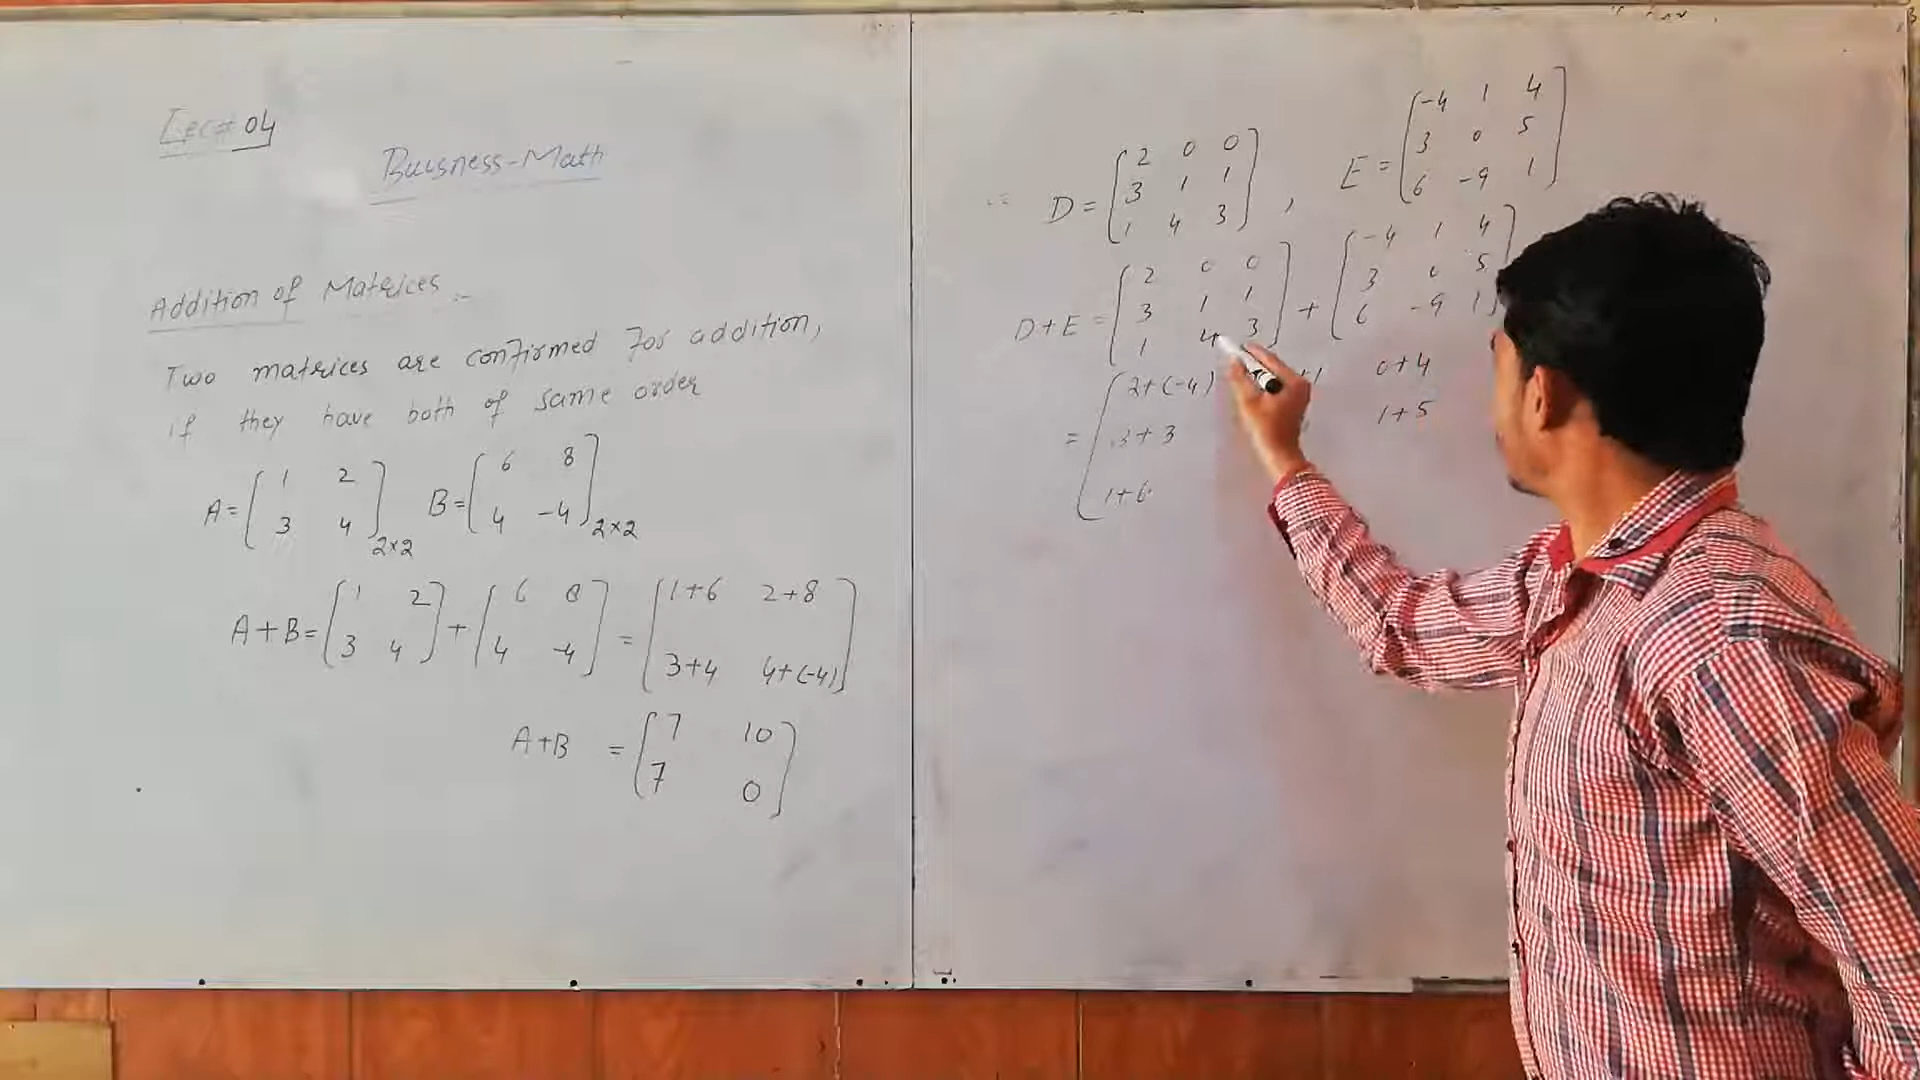 Lec# 04
Buisness-Math
Addition of Matrices :-
Two matrices are confirmed for addition,
if they have both of same order
A = [ 1 2
3 4 ] 2×2
B = [ 6 8
4 -4 ] 2×2
A+B = [ 1 2
3 4 ] + [ 6 8
4 -4 ] = [ 1+6 2+8
3+4 4+(-4) ]
A+B = [ 7 10
7 0 ]
D = [ 2 0 0
3 1 1
1 4 3 ] ,
E = [ -4 1 4
3 0 5
6 -9 1 ]
D+E = [ 2 0 0
3 1 1
1 4 3 ] + [ -4 1 4
3 0 5
6 -9 1 ]
= [ 2+(-4) +1 0+4
3+3 1+5
1+6